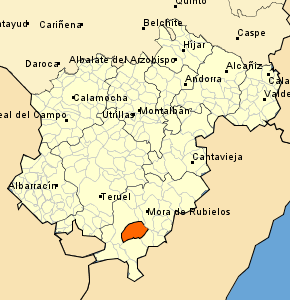 Quinto
ayud
Cariñena
Belchite
Caspe
Híjar
Daroca
Albalate del Arzobispo
Alcañiz
Andorra
Cala
Calamocha
Valde
eal del Campo
Utrillas
Montalbán
Cantavieja
Albarracín
Teruel
Mora de Rubielos